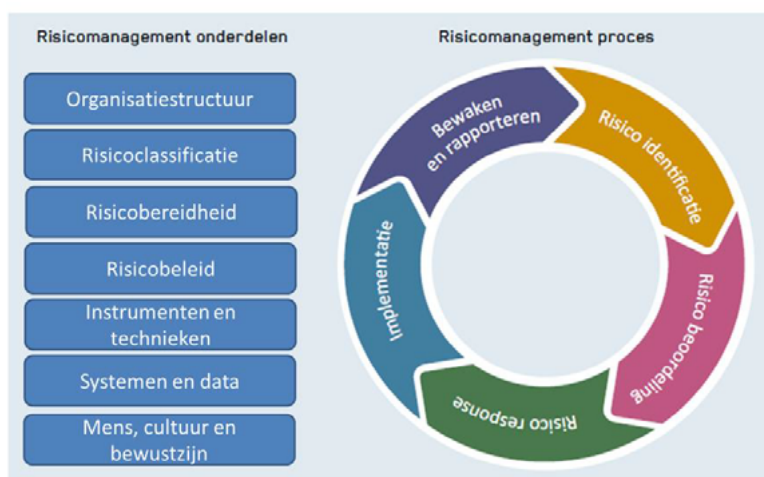 Risicomanagement onderdelen
Organisatiestructuur
Risicoclassificatie
Risicobereidheid
Risicobeleid
Instrumenten en
technieken
Systemen en data
Mens, cultuur en
bewustzijn
Risicomanagement proces
Risico identificatie
Risico beoordeling
Risico response
Implementatie
Bewaken
en rapporteren